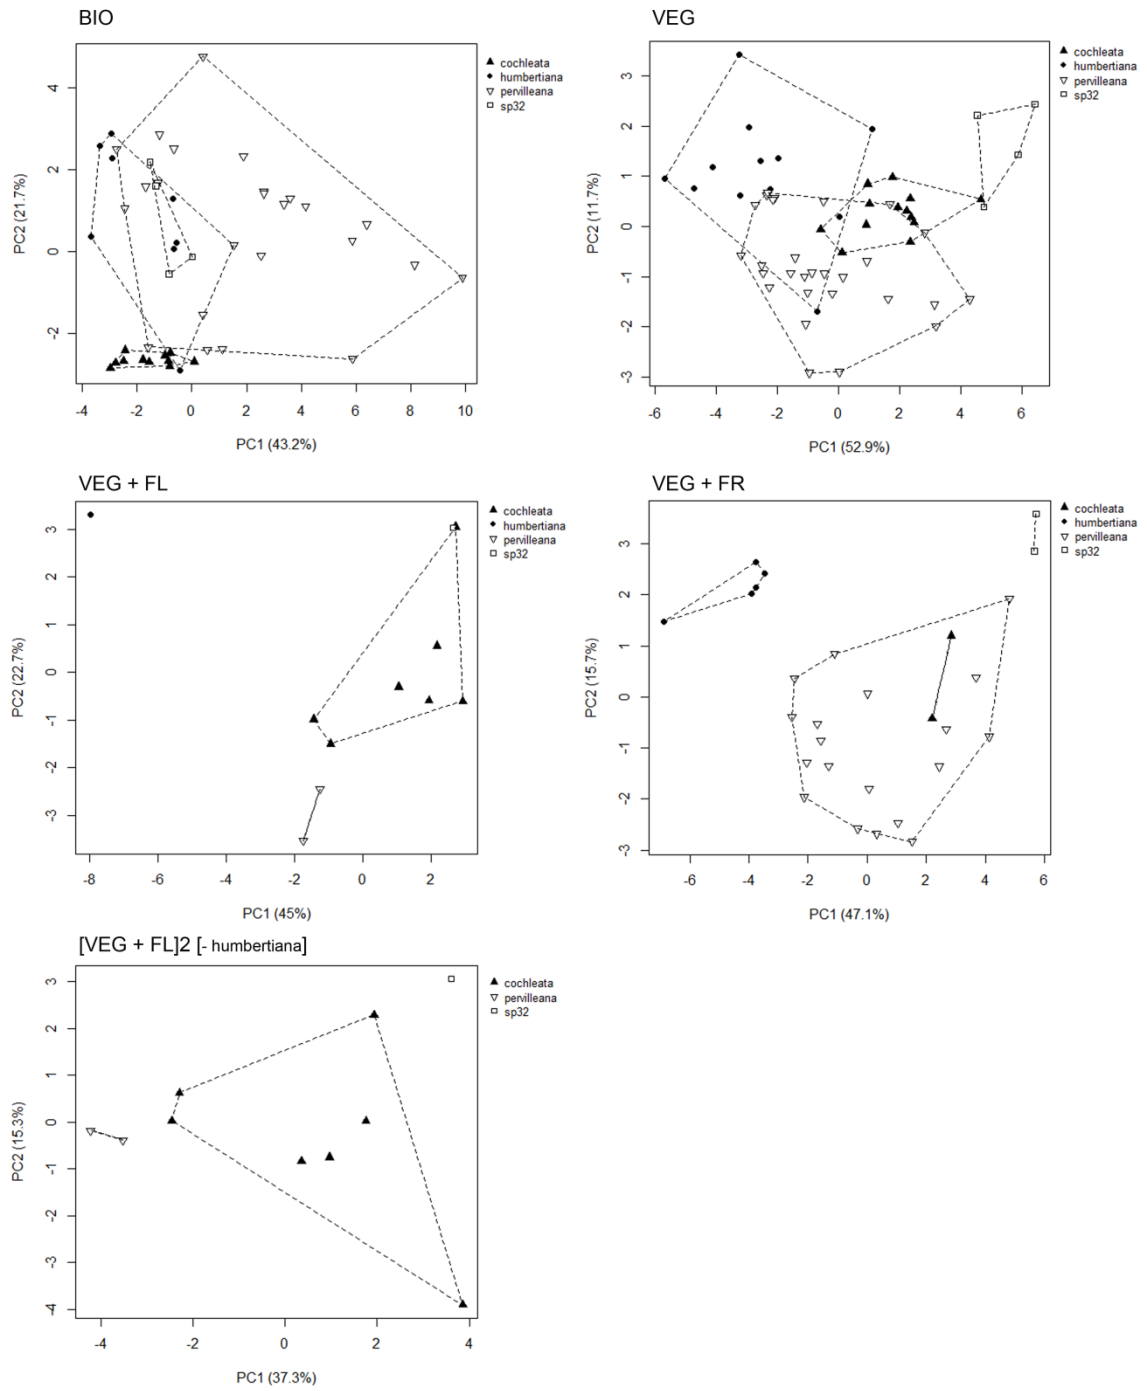 BIO
cochleata
humbertiana
pervilleana
sp32
4
2
0
-2
PC2 (21.7%)
-4 -2 0 2 4 6 8 10
PC1 (43.2%)
VEG
cochleata
humbertiana
pervilleana
sp32
3
2
1
0
-1
-2
-3
PC2 (11.7%)
-6 -4 -2 0 2 4 6
PC1 (52.9%)
VEG + FL
cochleata
humbertiana
pervilleana
sp32
3
2
1
0
-1
-2
-3
PC2 (22.7%)
-8 -6 -4 -2 0 2
PC1 (45%)
VEG + FR
cochleata
humbertiana
pervilleana
sp32
3
2
1
0
-1
-2
-3
PC2 (15.7%)
-6 -4 -2 0 2 4 6
PC1 (47.1%)
[VEG + FL]2 [- humbertiana]
cochleata
pervilleana
sp32
3
2
1
0
-1
-2
-3
-4
PC2 (15.3%)
-4 -2 0 2 4
PC1 (37.3%)